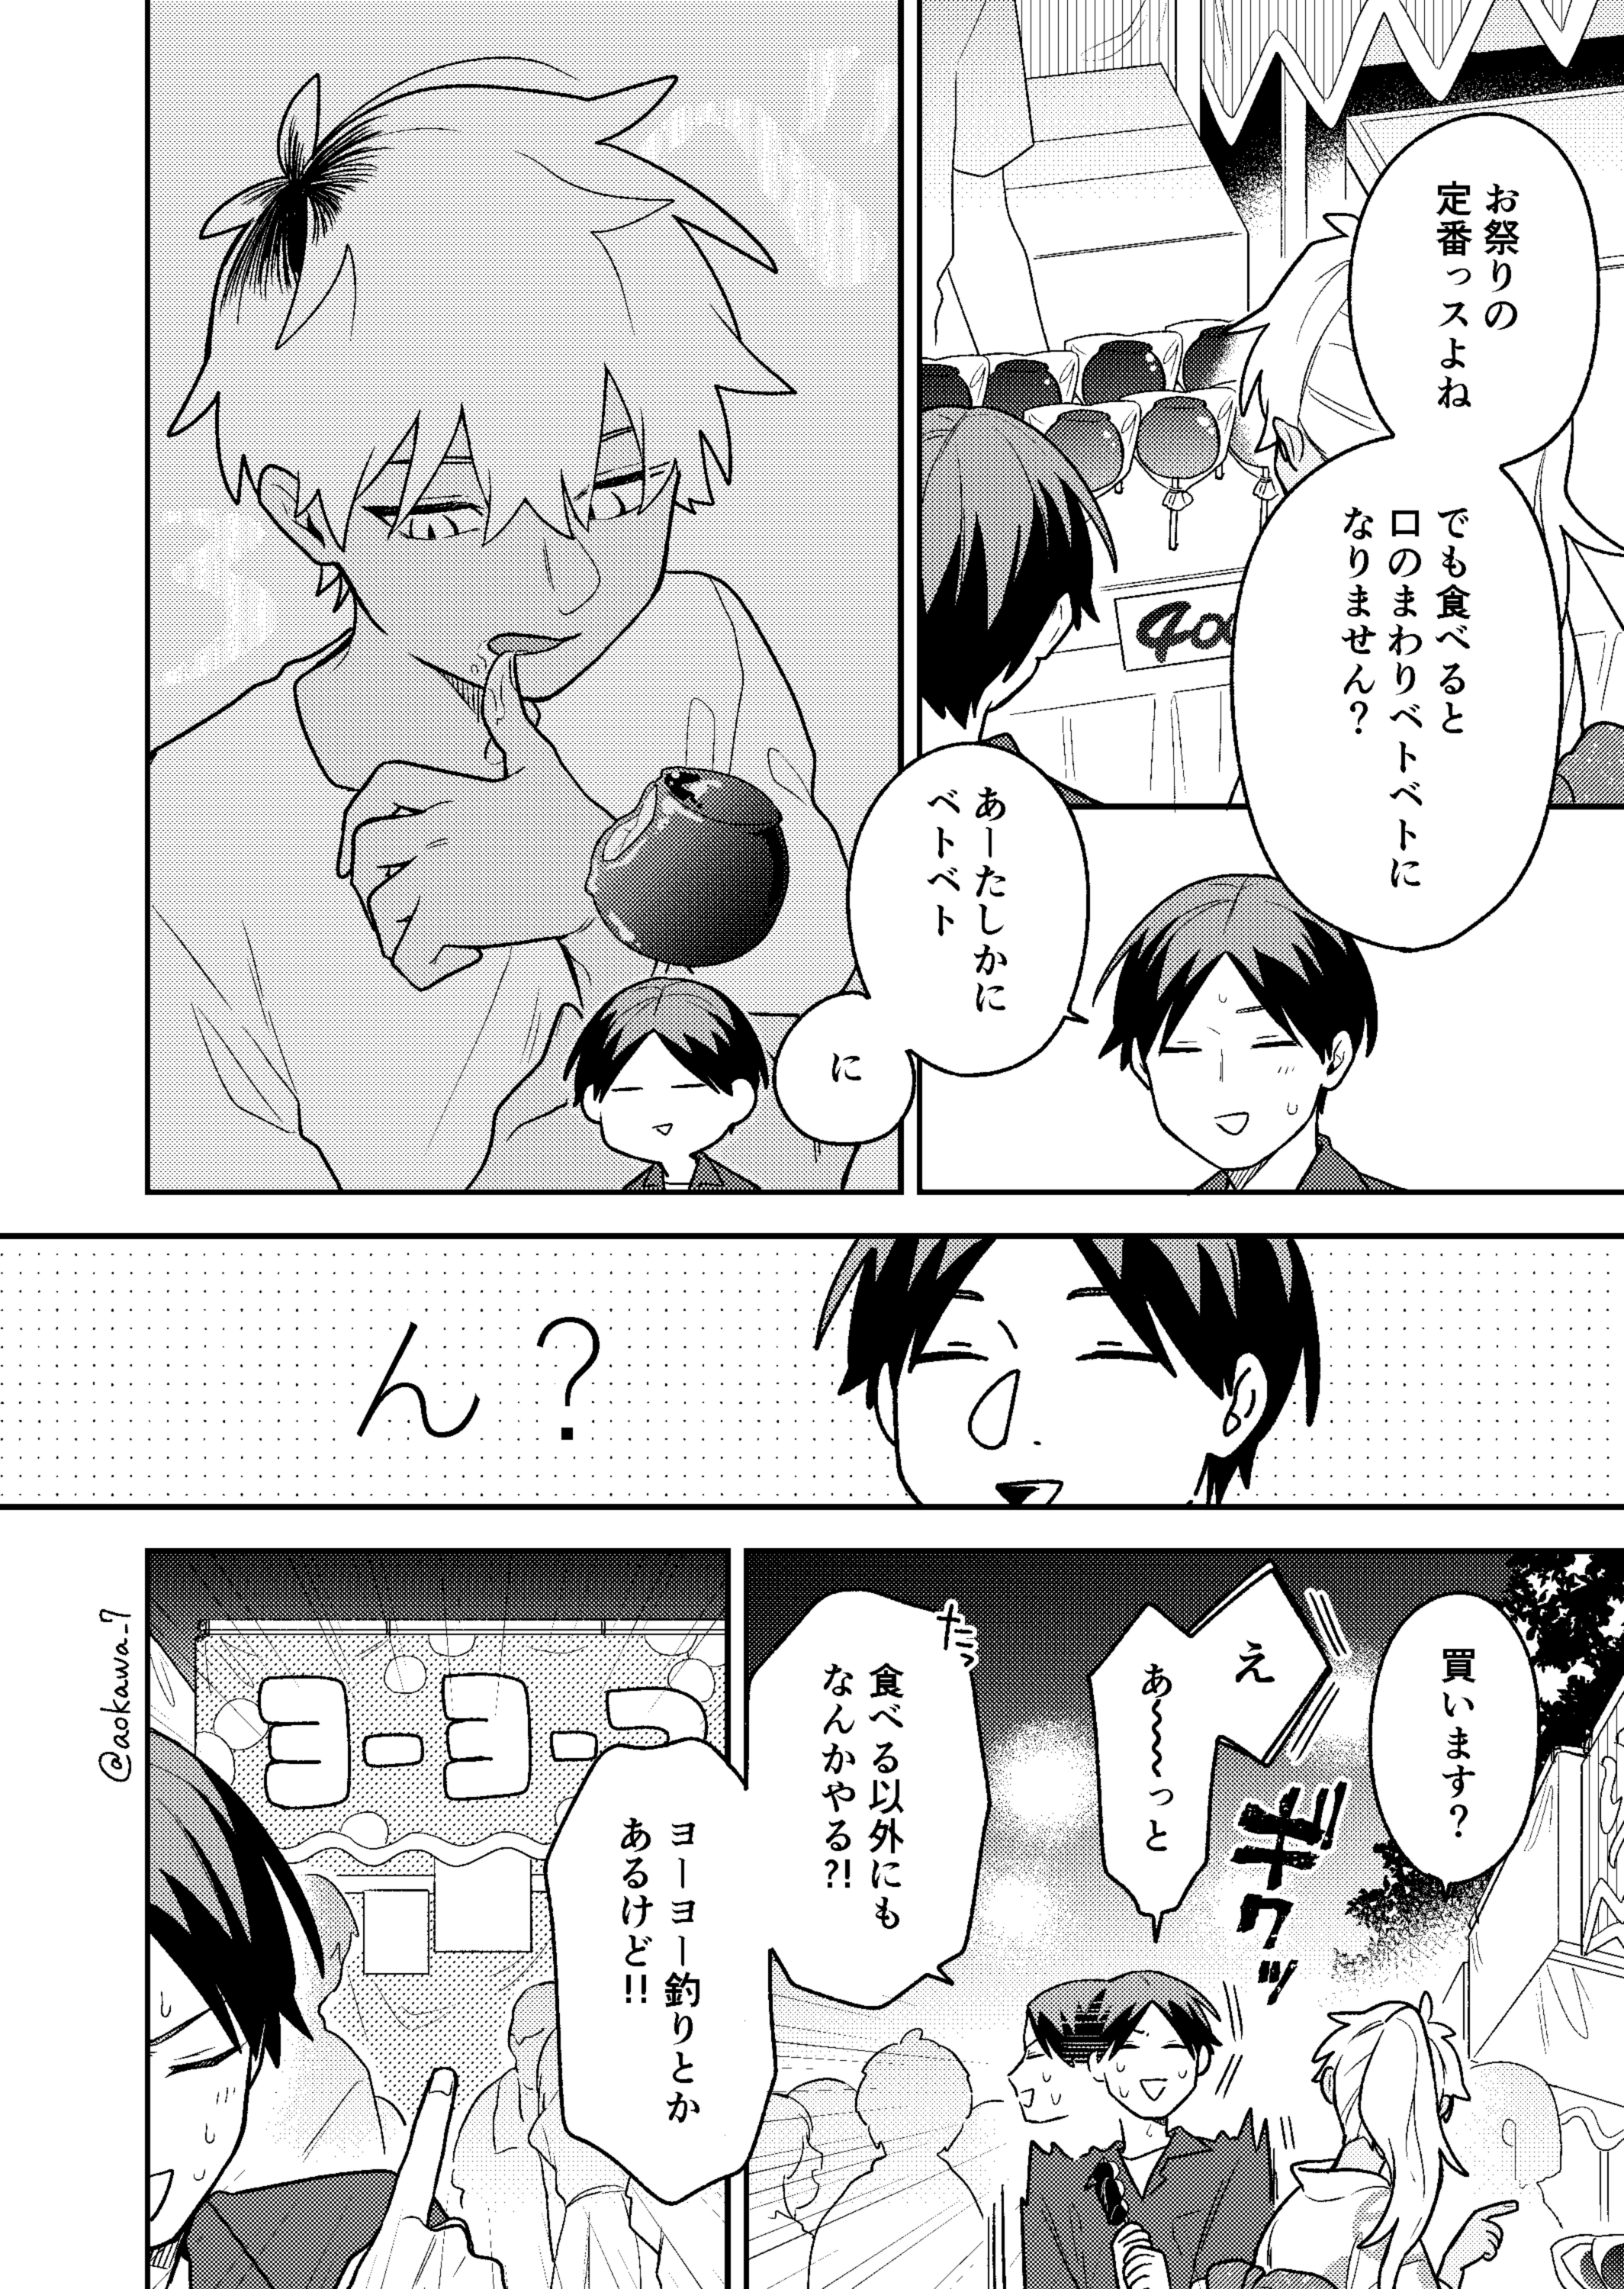 お祭りの
定番っスよね
でも食べると
口のまわりベトベトに
なりません?
400
あーたしかに
ベトベト
に
ん?
買います?
え
ギクッ
あ〜〜〜っと
たっ
食べる以外にも
なんかやる?!
ヨーヨーつ
ヨーヨー釣りとか
あるけど!!
@aokawa_7